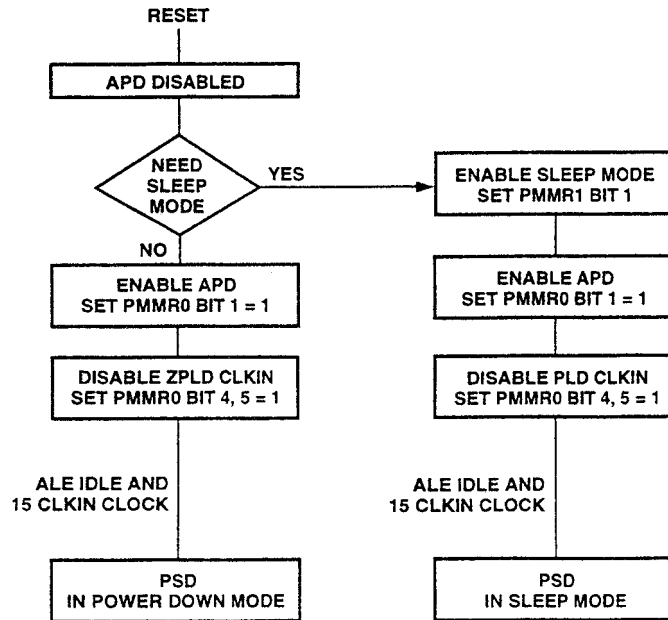 RESET
APD DISABLED
NEED
SLEEP
MODE
YES
NO
ENABLE SLEEP MODE
SET PMMR1 BIT 1
ENABLE APD
SET PMMR0 BIT 1 = 1
ENABLE APD
SET PMMR0 BIT 1 = 1
DISABLE ZPLD CLKIN
SET PMMR0 BIT 4, 5 = 1
DISABLE PLD CLKIN
SET PMMR0 BIT 4, 5 = 1
ALE IDLE AND
15 CLKIN CLOCK
ALE IDLE AND
15 CLKIN CLOCK
PSD
IN POWER DOWN MODE
PSD
IN SLEEP MODE